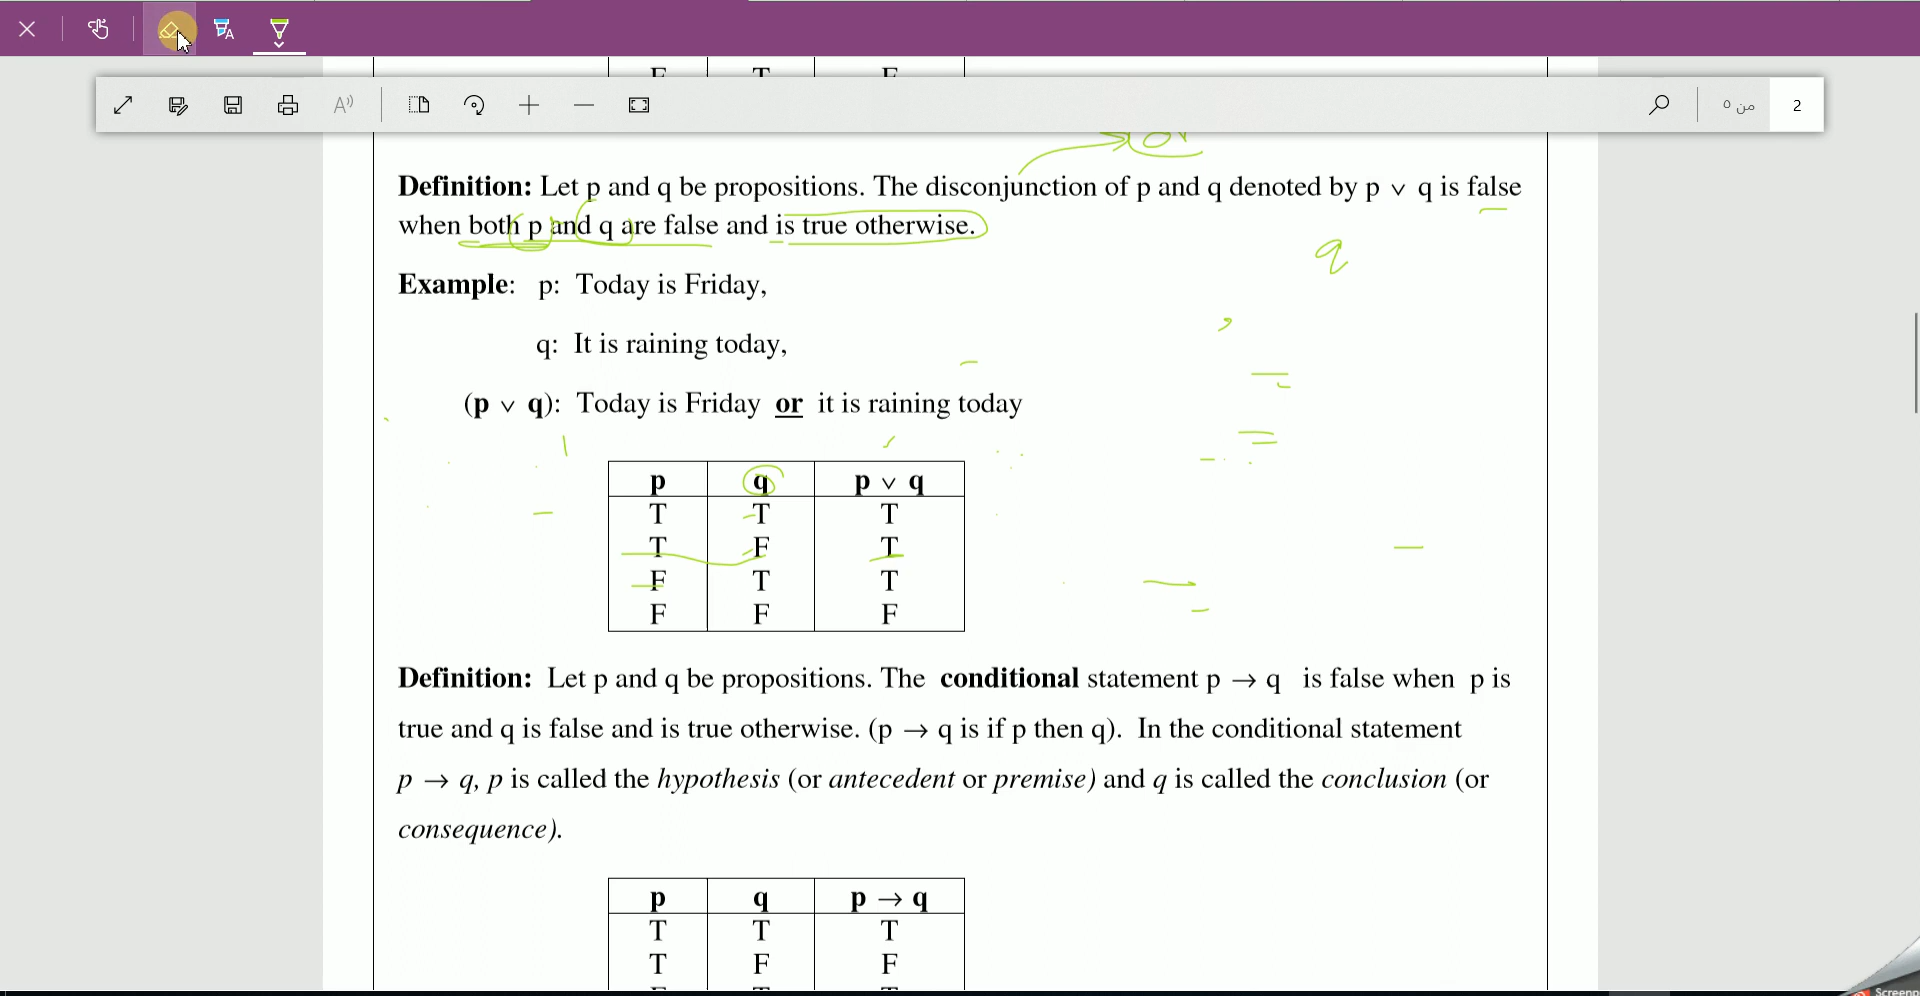 F T F
من ٥ 2
or
Definition: Let p and q be propositions. The disconjunction of p and q denoted by p ∨ q is false
when both p and q are false and is true otherwise.
q
Example: p: Today is Friday,
q: It is raining today,
(p ∨ q): Today is Friday or it is raining today
p q p ∨ q
T T T
T F T
F T T
F F F
Definition: Let p and q be propositions. The conditional statement p → q is false when p is
true and q is false and is true otherwise. (p → q is if p then q). In the conditional statement
p → q, p is called the hypothesis (or antecedent or premise) and q is called the conclusion (or
consequence).
p q p → q
T T T
T F F